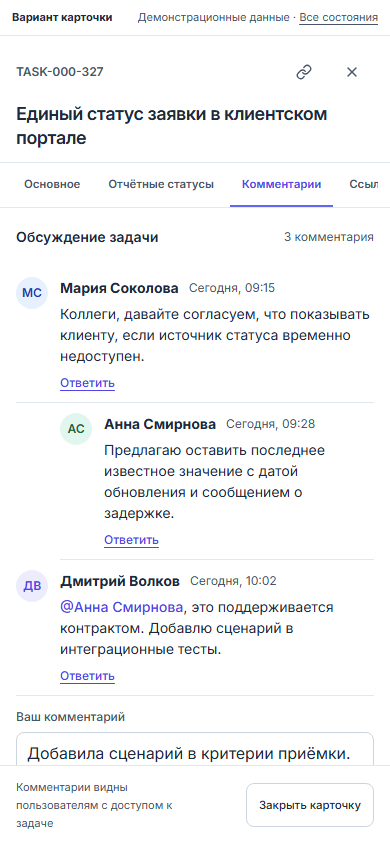 Вариант карточки
Демонстрационные данные · Все состояния
TASK-000-327
Единый статус заявки в клиентском
портале
Основное
Отчётные статусы
Комментарии
Ссыл
Обсуждение задачи
3 комментария
МС
Мария Соколова
Сегодня, 09:15
Коллеги, давайте согласуем, что показывать
клиенту, если источник статуса временно
недоступен.
Ответить
АС
Анна Смирнова
Сегодня, 09:28
Предлагаю оставить последнее
известное значение с датой
обновления и сообщением о
задержке.
Ответить
ДВ
Дмитрий Волков
Сегодня, 10:02
@Анна Смирнова, это поддерживается
контрактом. Добавлю сценарий в
интеграционные тесты.
Ответить
Ваш комментарий
Добавила сценарий в критерии приёмки.
Комментарии видны
пользователям с доступом к
задаче
Закрыть карточку